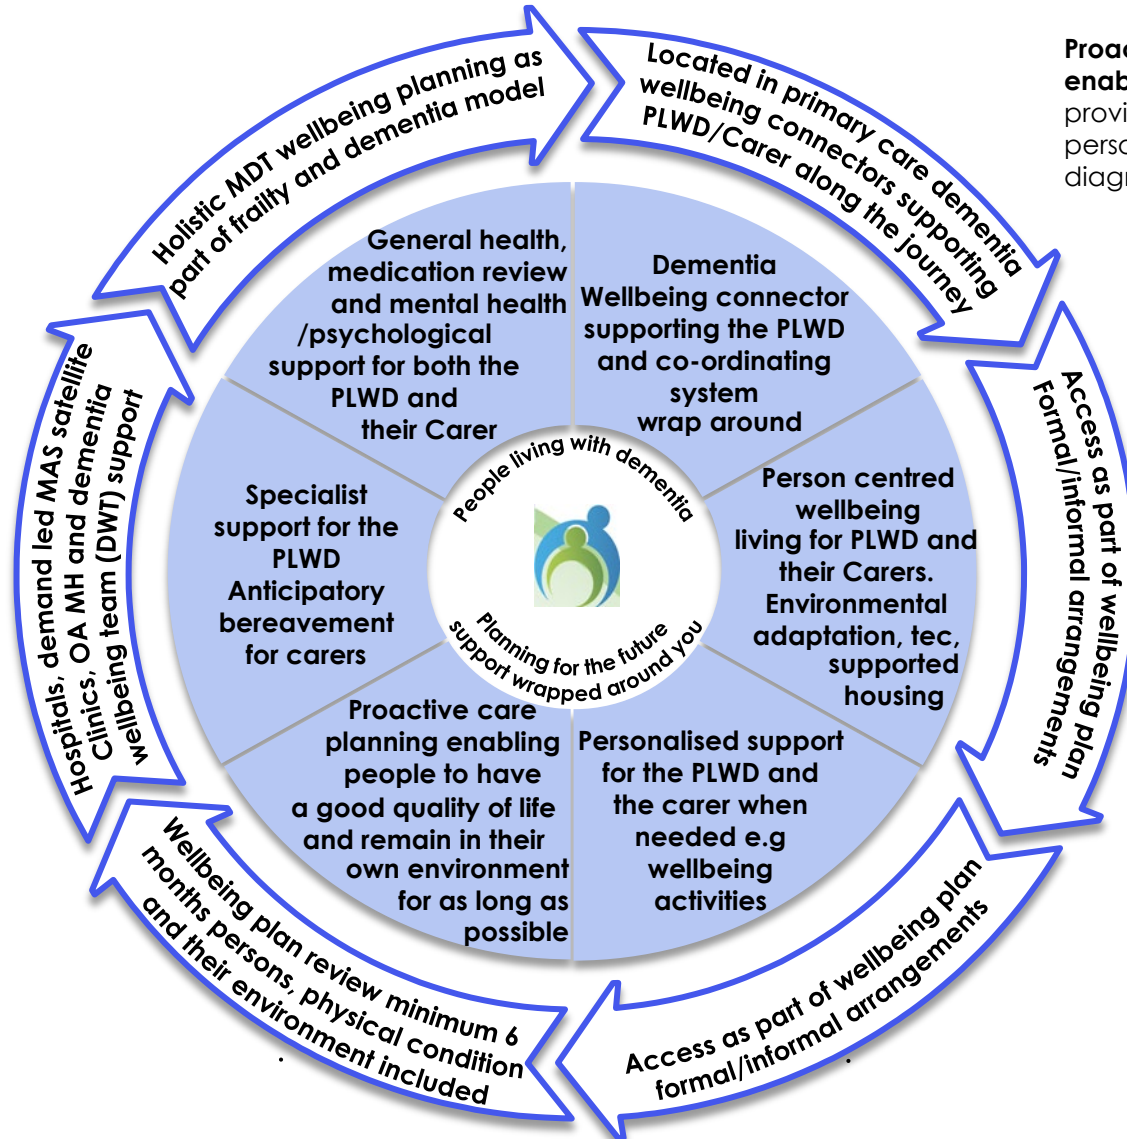 Holistic MDT wellbeing planning as
part of frailty and dementia model
Located in primary care dementia
wellbeing connectors supporting
PLWD/Carer along the journey
Access as part of wellbeing plan
Formal/informal arrangements
Access as part of wellbeing plan
formal/informal arrangements
.
Wellbeing plan review minimum 6
months persons, physical condition
and their environment included
.
Hospitals, demand led MAS satellite
Clinics, OA MH and dementia
wellbeing team (DWT) support
General health,
medication review
and mental health
/psychological
support for both the
PLWD and
their Carer
Dementia
Wellbeing connector
supporting the PLWD
and co-ordinating
system
wrap around
Person centred
wellbeing
living for PLWD and
their Carers.
Environmental
adaptation, tec,
supported
housing
Personalised support
for the PLWD and
the carer when
needed e.g
wellbeing
activities
Proactive care
planning enabling
people to have
a good quality of life
and remain in their
own environment
for as long as
possible
Specialist
support for the
PLWD
Anticipatory
bereavement
for carers
People living with dementia
Planning for the future
support wrapped around you